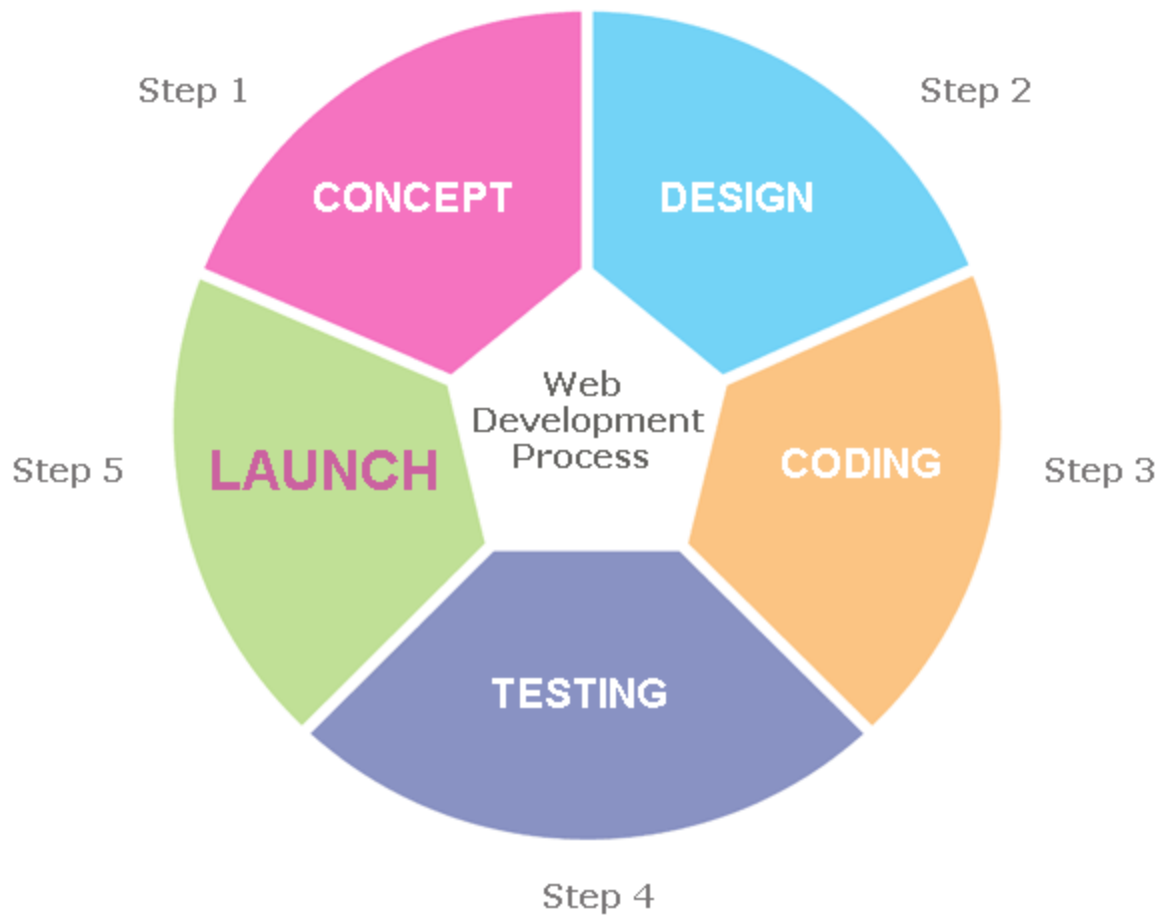 Step 1
CONCEPT
Step 2
DESIGN
Step 3
CODING
Step 4
TESTING
Step 5
LAUNCH
Web
Development
Process